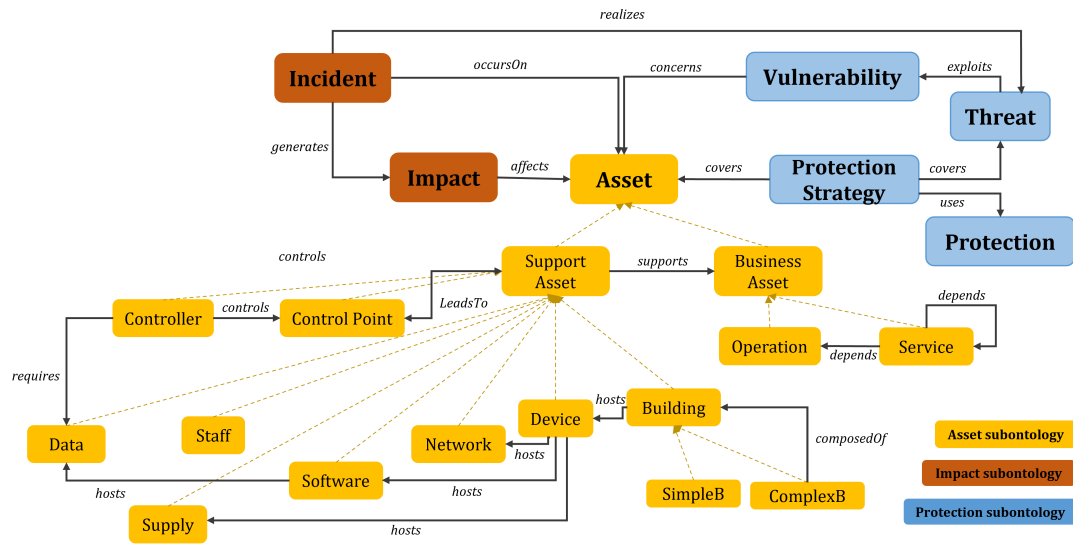 realizes
Incident
occursOn
concerns
Vulnerability
exploits
Threat
generates
Impact
affects
Asset
covers
Protection
Strategy
covers
uses
Protection
controls
Support
Asset
supports
Business
Asset
Controller
controls
Control Point
LeadsTo
depends
Operation
depends
Service
requires
Data
Staff
Network
hosts
Device
hosts
Building
composedOf
Asset subontology
hosts
Software
hosts
SimpleB
ComplexB
Impact subontology
Supply
hosts
Protection subontology